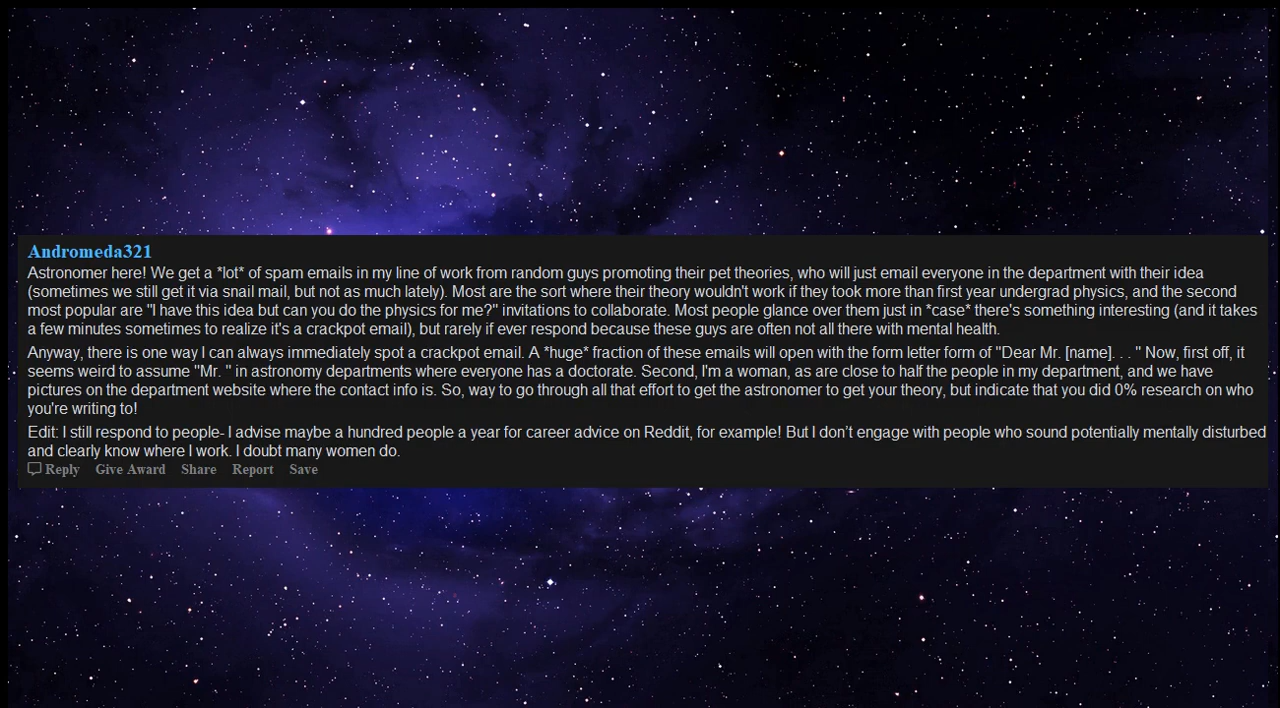 Andromeda321
Astronomer here! We get a *lot* of spam emails in my line of work from random guys promoting their pet theories, who will just email everyone in the department with their idea
(sometimes we still get it via snail mail, but not as much lately). Most are the sort where their theory wouldn't work if they took more than first year undergrad physics, and the second
most popular are "I have this idea but can you do the physics for me?" invitations to collaborate. Most people glance over them just in *case* there's something interesting (and it takes
a few minutes sometimes to realize it's a crackpot email), but rarely if ever respond because these guys are often not all there with mental health.
Anyway, there is one way I can always immediately spot a crackpot email. A *huge* fraction of these emails will open with the form letter form of "Dear Mr. [name]. . . " Now, first off, it
seems weird to assume "Mr. " in astronomy departments where everyone has a doctorate. Second, I'm a woman, as are close to half the people in my department, and we have
pictures on the department website where the contact info is. So, way to go through all that effort to get the astronomer to get your theory, but indicate that you did 0% research on who
you're writing to!
Edit: I still respond to people- I advise maybe a hundred people a year for career advice on Reddit, for example! But I don’t engage with people who sound potentially mentally disturbed
and clearly know where I work. I doubt many women do.
Reply Give Award Share Report Save